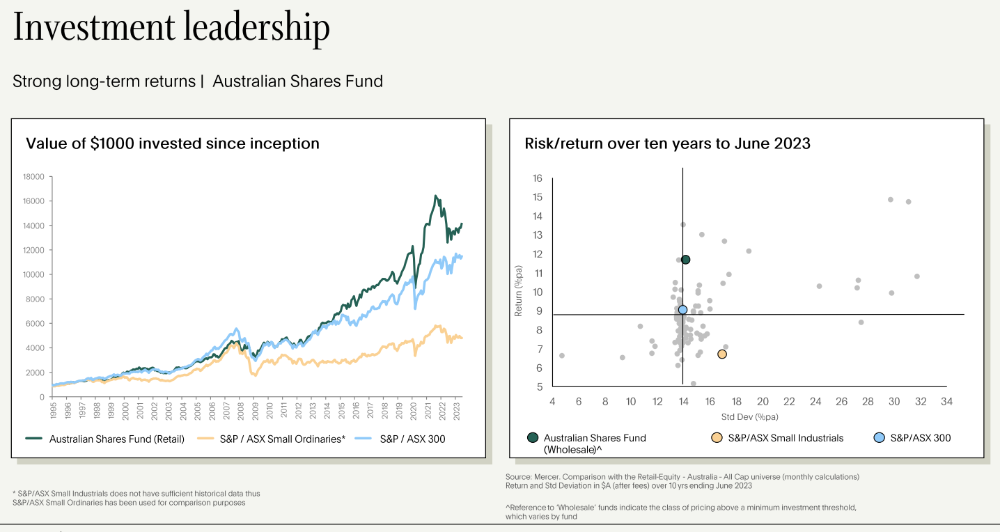 Investment leadership
Strong long-term returns | Australian Shares Fund
Value of $1000 invested since inception
18000
16000
14000
12000
10000
8000
6000
4000
2000
0
1995
1996
1997
1998
1999
2000
2001
2002
2003
2004
2005
2006
2007
2008
2009
2010
2011
2012
2013
2014
2015
2016
2017
2018
2019
2020
2021
2022
2023
Australian Shares Fund (Retail)
S&P / ASX Small Ordinaries*
S&P / ASX 300
* S&P/ASX Small Industrials does not have sufficient historical data thus
S&P/ASX Small Ordinaries has been used for comparison purposes
Risk/return over ten years to June 2023
Return (%pa)
16
15
14
13
12
11
10
9
8
7
6
5
4 6 8 10 12 14 16 18 20 22 24 26 28 30 32 34
Std Dev (%pa)
Australian Shares Fund
(Wholesale)^
S&P/ASX Small Industrials
S&P/ASX 300
Source: Mercer. Comparison with the Retail-Equity - Australia - All Cap universe (monthly calculations)
Return and Std Deviation in $A (after fees) over 10 yrs ending June 2023
^Reference to 'Wholesale' funds indicate the class of pricing above a minimum investment threshold,
which varies by fund